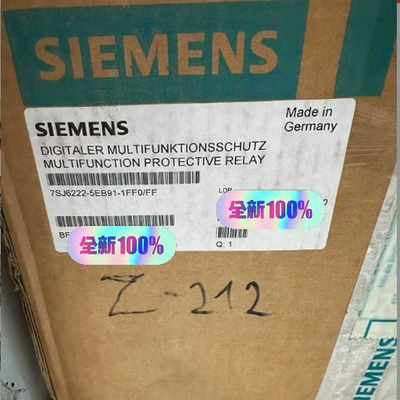 SIEMENS
SIEMENS
Made in
Germany
DIGITALER MULTIFUNKTIONSSCHUTZ
MULTIFUNCTION PROTECTIVE RELAY
7SJ6222-5EB91-1FF0/FF
全新100%
全新100%
Q: 1
Z-212
SIEMENS